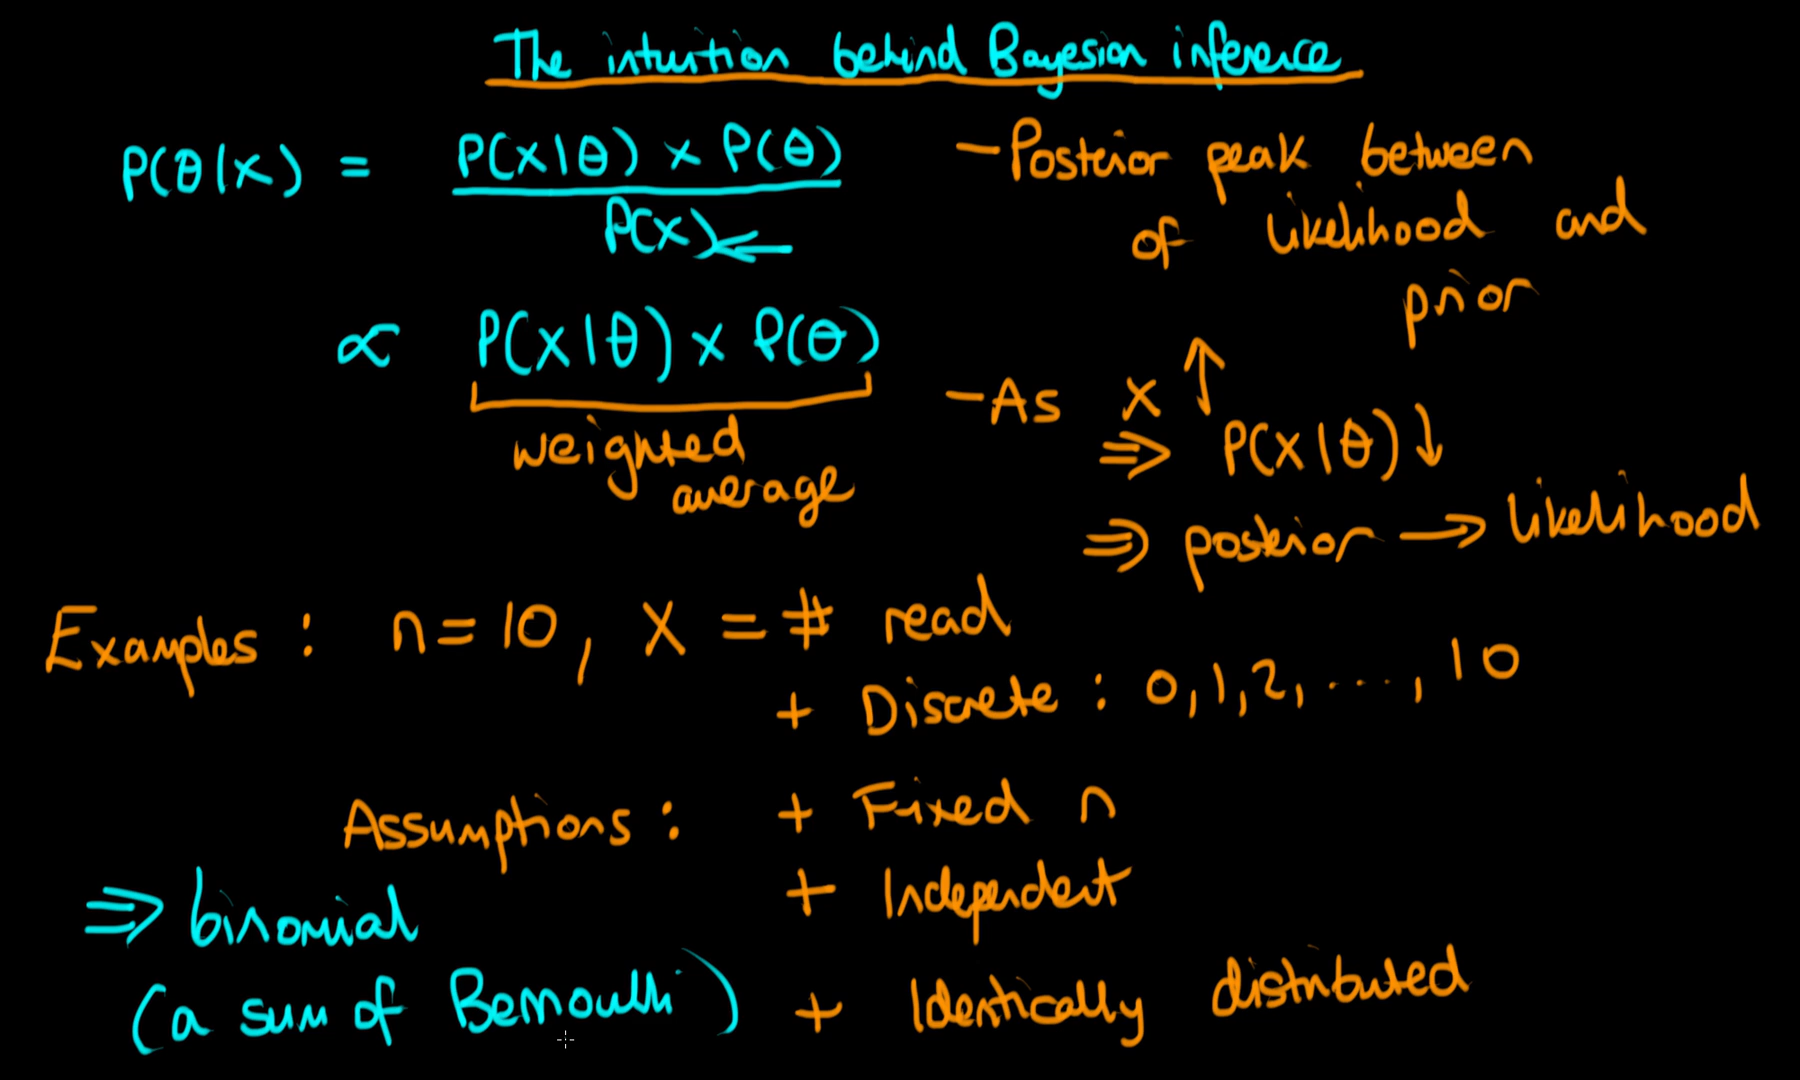 The intuition behind Bayesian inference
P(θ|x) = P(X|θ) × P(θ)
P(x) ←
∝ P(X|θ) × P(θ)
weighted
average
- Posterior peak between
of likelihood and
prior
- As X ↑
⇒ P(X|θ) ↓
⇒ posterior → likelihood
Examples : n = 10, X = # read
+ Discrete : 0, 1, 2, ...., 10
Assumptions : + Fixed n
+ Independent
+ Identically distributed
⇒ binomial
(a sum of Bernoulli)